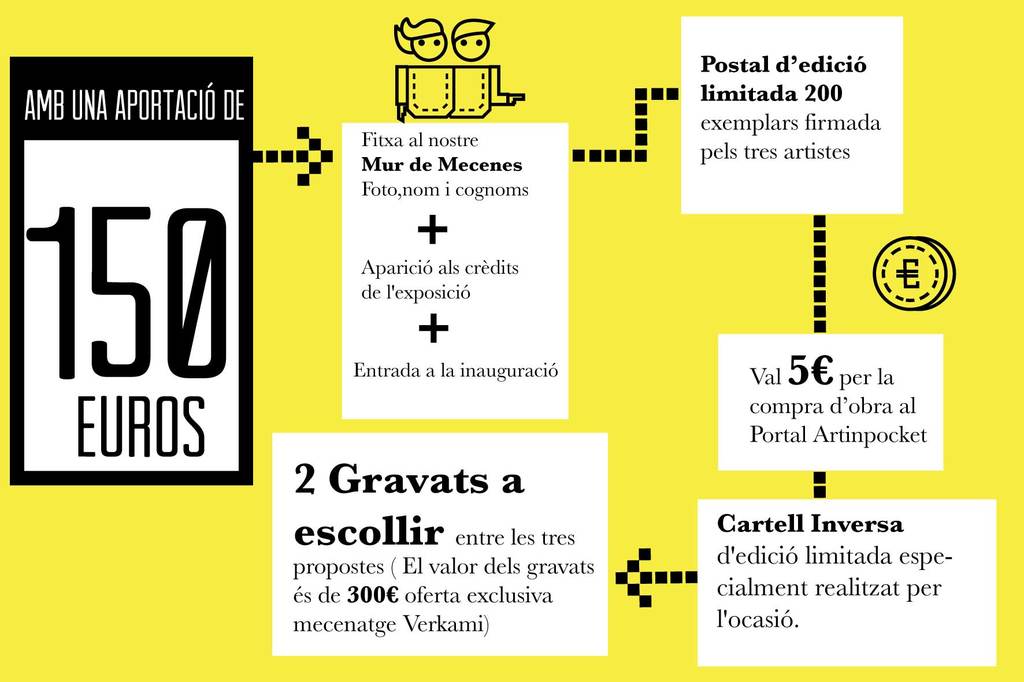 AMB UNA APORTACIÓ DE
150
EUROS
Fitxa al nostre
Mur de Mecenes
Foto,nom i cognoms
+
Aparició als crèdits
de l'exposició
+
Entrada a la inauguració
Postal d’edició
limitada 200
exemplars firmada
pels tres artistes
€
Val 5€ per la
compra d’obra al
Portal Artinpocket
Cartell Inversa
d'edició limitada espe-
cialment realitzat per
l'ocasió.
2 Gravats a
escollir entre les tres
propostes ( El valor dels gravats
és de 300€ oferta exclusiva
mecenatge Verkami)